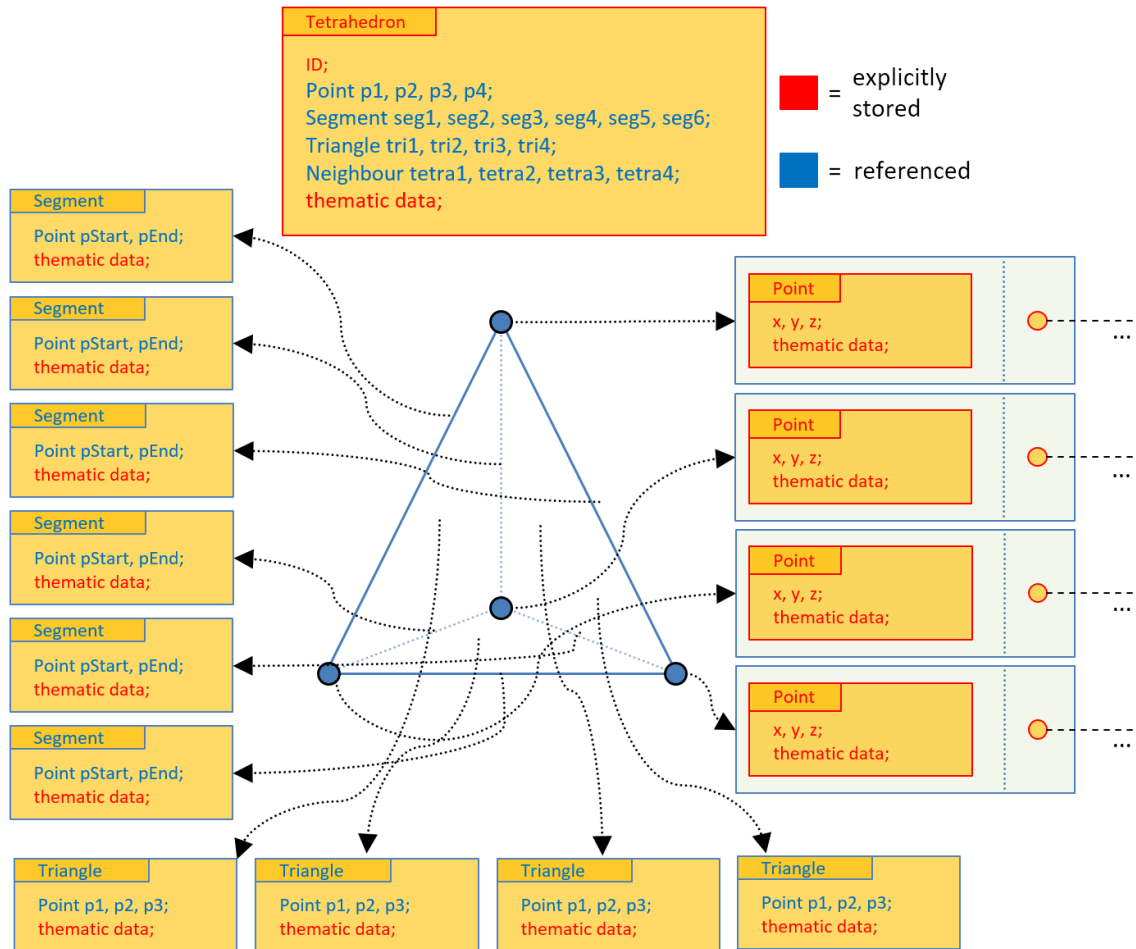 Tetrahedron
ID;
Point p1, p2, p3, p4;
Segment seg1, seg2, seg3, seg4, seg5, seg6;
Triangle tri1, tri2, tri3, tri4;
Neighbour tetra1, tetra2, tetra3, tetra4;
thematic data;
= explicitly
stored
= referenced
Segment
Point pStart, pEnd;
thematic data;
Segment
Point pStart, pEnd;
thematic data;
Segment
Point pStart, pEnd;
thematic data;
Segment
Point pStart, pEnd;
thematic data;
Segment
Point pStart, pEnd;
thematic data;
Segment
Point pStart, pEnd;
thematic data;
Point
x, y, z;
thematic data;
...
Point
x, y, z;
thematic data;
...
Point
x, y, z;
thematic data;
...
Point
x, y, z;
thematic data;
...
Triangle
Point p1, p2, p3;
thematic data;
Triangle
Point p1, p2, p3;
thematic data;
Triangle
Point p1, p2, p3;
thematic data;
Triangle
Point p1, p2, p3;
thematic data;